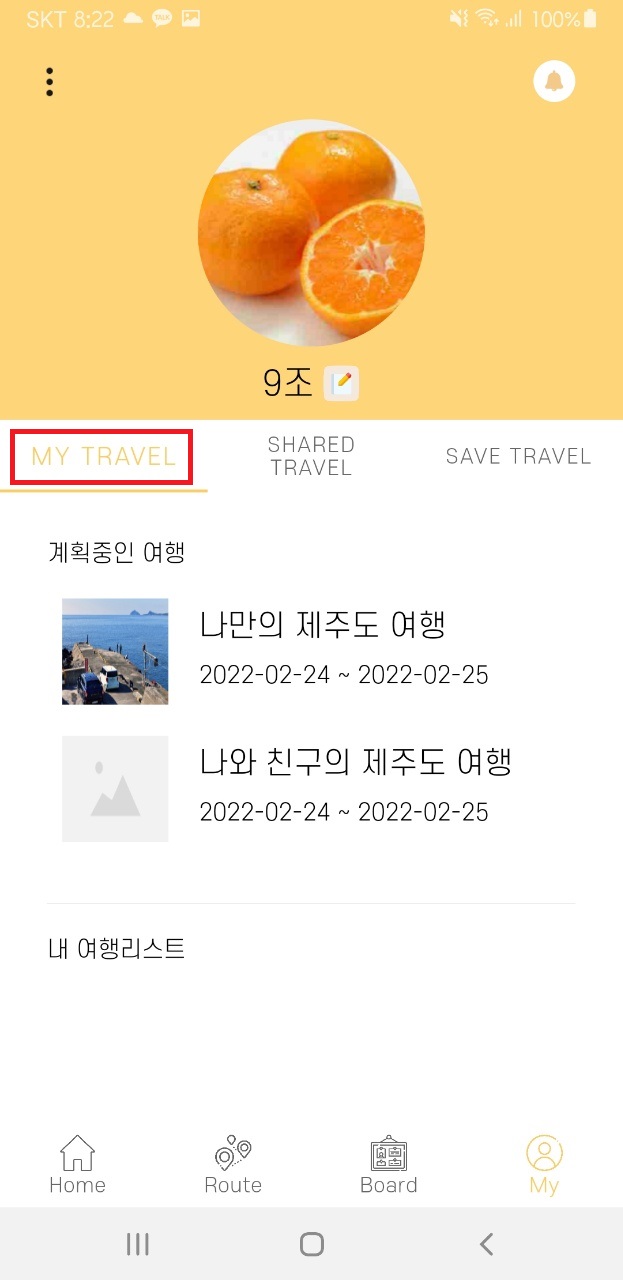 SKT 8:22 TALK 100%
9조
MY TRAVEL
SHARED
TRAVEL
SAVE TRAVEL
계획중인 여행
나만의 제주도 여행
2022-02-24 ~ 2022-02-25
나와 친구의 제주도 여행
2022-02-24 ~ 2022-02-25
내 여행리스트
Home Route Board My